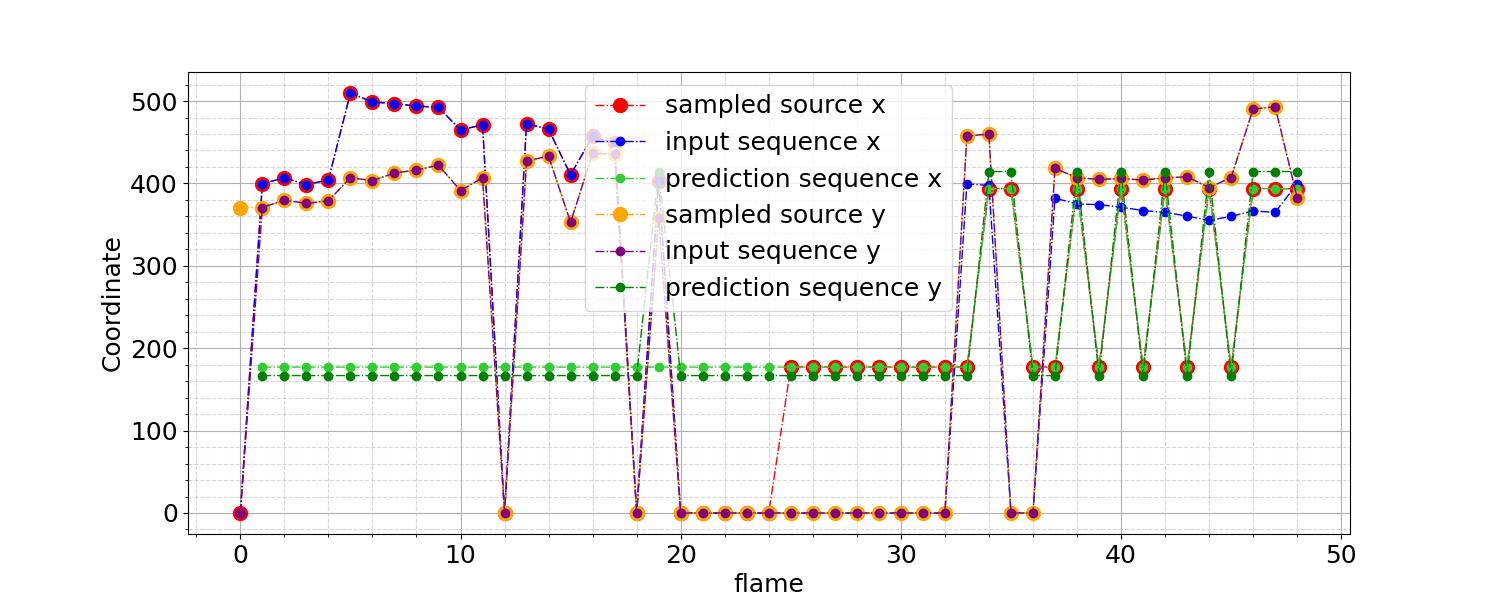 500
400
300
200
100
0
Coordinate
sampled source x
input sequence x
prediction sequence x
sampled source y
input sequence y
prediction sequence y
0 10 20 30 40 50
flame